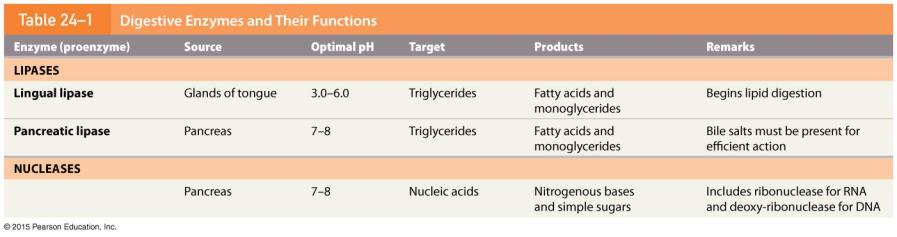 Table 24–1 Digestive Enzymes and Their Functions
Enzyme (proenzyme) Source Optimal pH Target Products Remarks
LIPASES
Lingual lipase Glands of tongue 3.0–6.0 Triglycerides Fatty acids and Begins lipid digestion
monoglycerides
Pancreatic lipase Pancreas 7–8 Triglycerides Fatty acids and Bile salts must be present for
monoglycerides efficient action
NUCLEASES
Pancreas 7–8 Nucleic acids Nitrogenous bases Includes ribonuclease for RNA
and simple sugars and deoxy-ribonuclease for DNA
© 2015 Pearson Education, Inc.